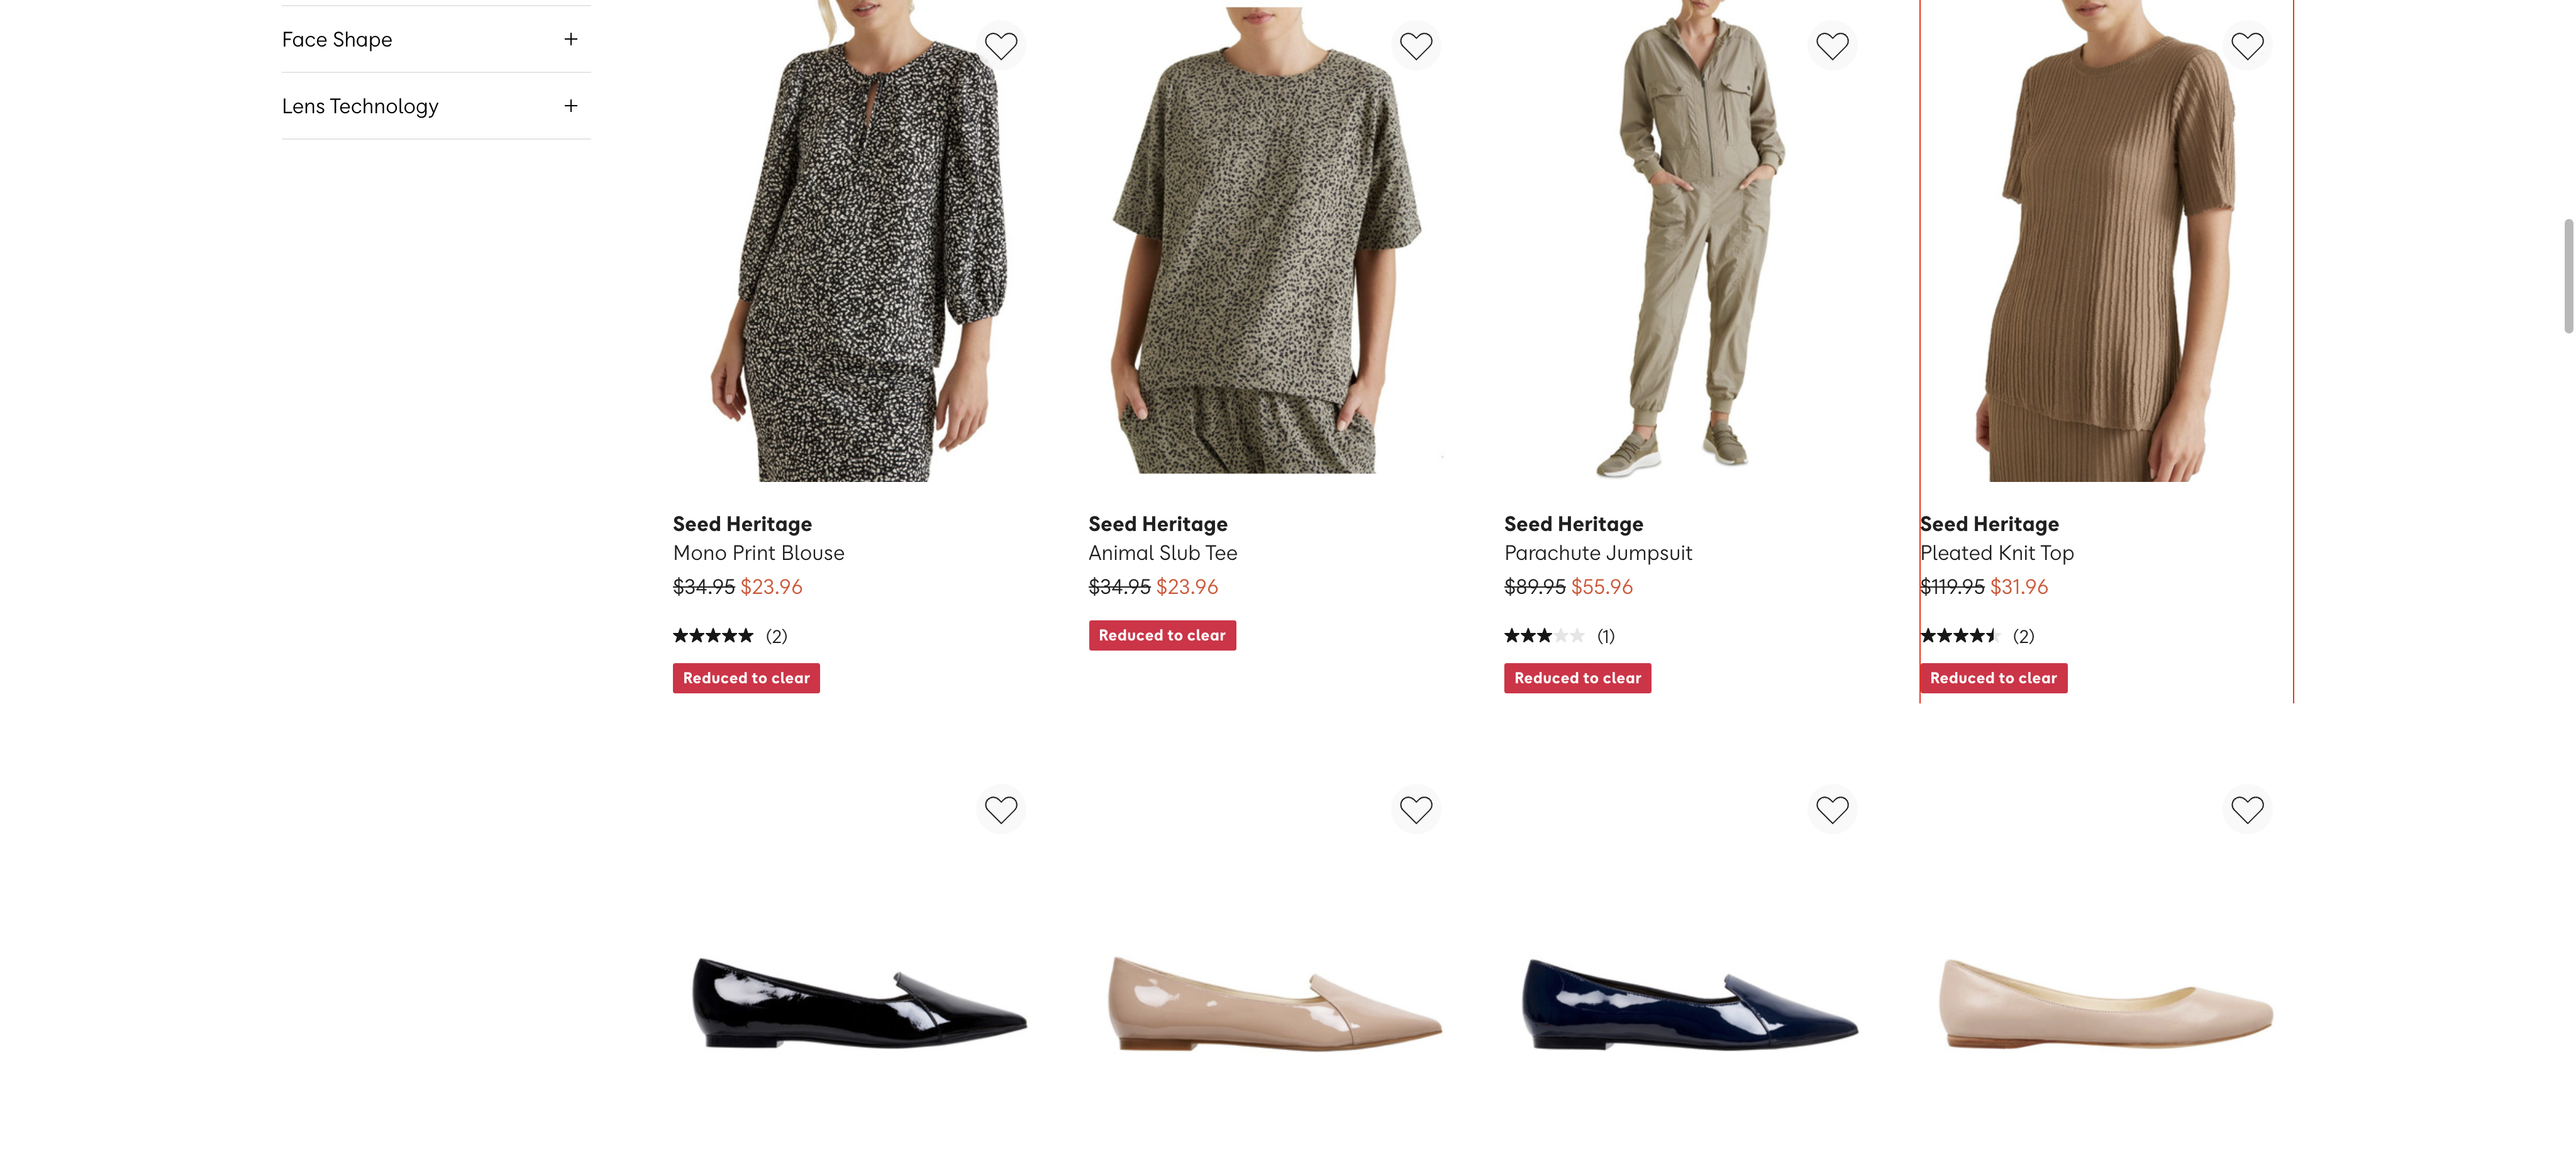 Face Shape
Lens Technology
Seed Heritage
Mono Print Blouse
$34.95 $23.96
(2)
Reduced to clear
Seed Heritage
Animal Slub Tee
$34.95 $23.96
Reduced to clear
Seed Heritage
Parachute Jumpsuit
$89.95 $55.96
(1)
Reduced to clear
Seed Heritage
Pleated Knit Top
$119.95 $31.96
(2)
Reduced to clear